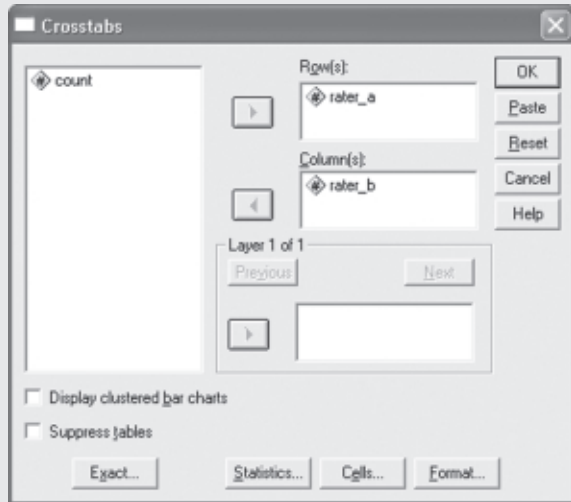 Crosstabs
count
Row(s):
rater_a
Column(s):
rater_b
OK
Paste
Reset
Cancel
Help
Layer 1 of 1
Previous
Next
Display clustered bar charts
Suppress tables
Exact...
Statistics...
Cells...
Format...